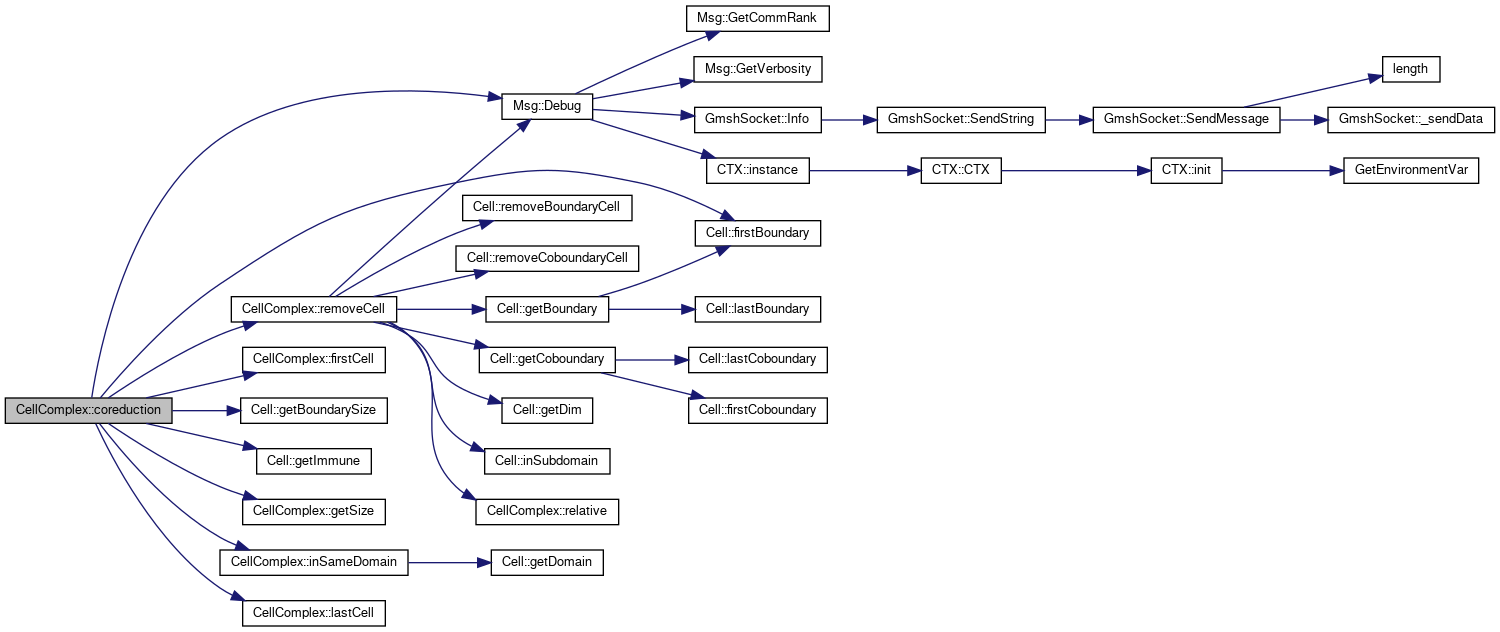 Msg::GetCommRank
Msg::GetVerbosity
length
Msg::Debug
GmshSocket::Info
GmshSocket::SendString
GmshSocket::SendMessage
GmshSocket::_sendData
CTX::instance
CTX::CTX
CTX::init
GetEnvironmentVar
Cell::removeBoundaryCell
Cell::firstBoundary
Cell::removeCoboundaryCell
CellComplex::removeCell
Cell::getBoundary
Cell::lastBoundary
CellComplex::firstCell
Cell::getCoboundary
Cell::lastCoboundary
CellComplex::coreduction
Cell::getBoundarySize
Cell::getDim
Cell::firstCoboundary
Cell::getImmune
Cell::inSubdomain
CellComplex::getSize
CellComplex::relative
CellComplex::inSameDomain
Cell::getDomain
CellComplex::lastCell